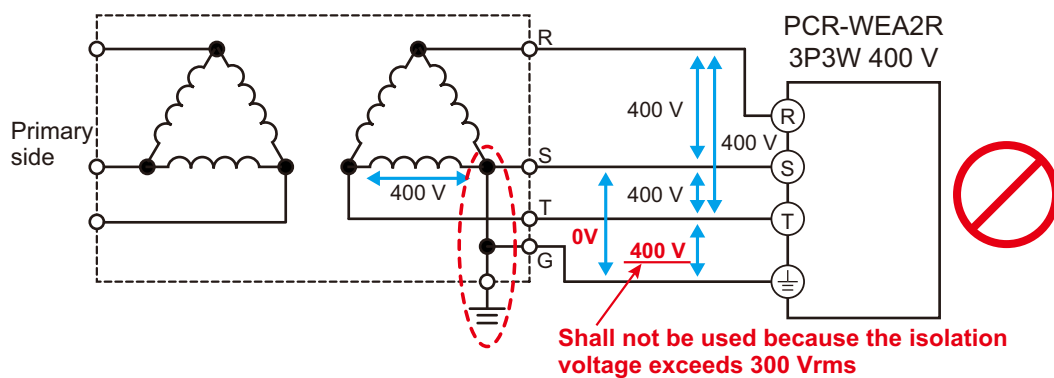 PCR-WEA2R
3P3W 400 V
R
400 V
R
Primary
side
400 V
S
S
400 V
400 V
T
T
0V
400 V
G
Shall not be used because the isolation
voltage exceeds 300 Vrms